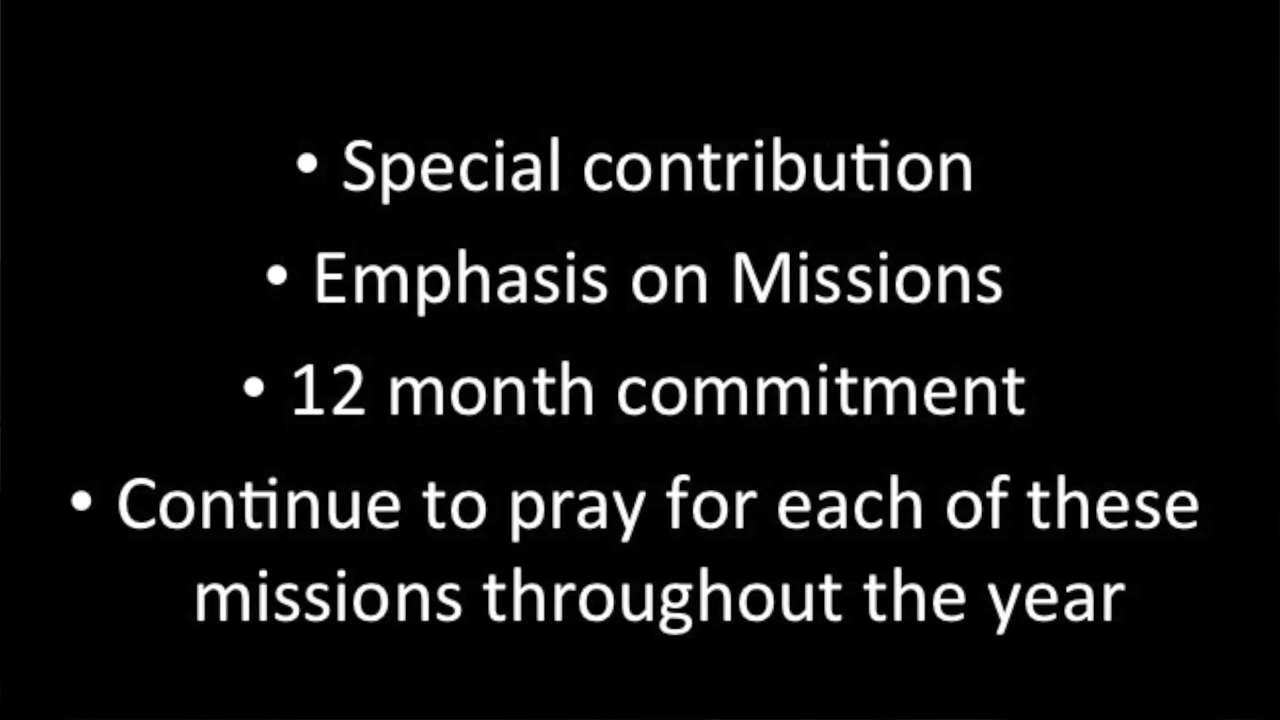 • Special contribution
• Emphasis on Missions
• 12 month commitment
• Continue to pray for each of these
missions throughout the year